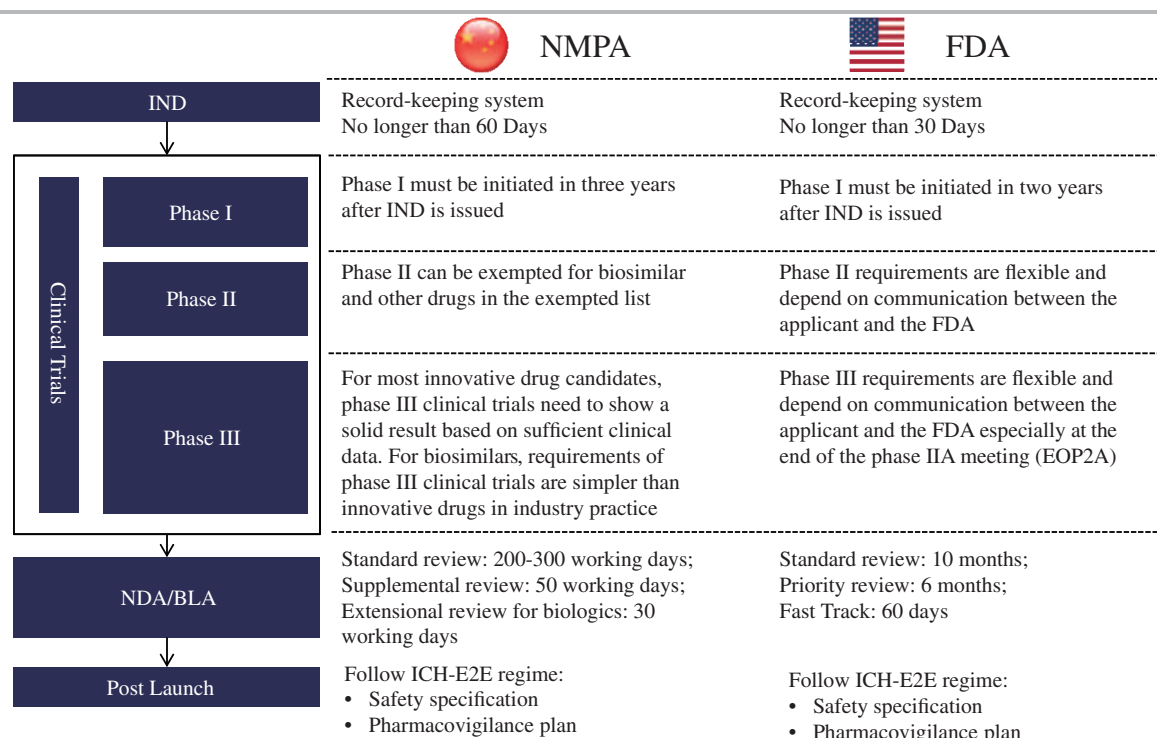 NMPA
FDA
IND
Record-keeping system
No longer than 60 Days
Record-keeping system
No longer than 30 Days
Clinical Trials
Phase I
Phase I must be initiated in three years
after IND is issued
Phase I must be initiated in two years
after IND is issued
Phase II
Phase II can be exempted for biosimilar
and other drugs in the exempted list
Phase II requirements are flexible and
depend on communication between the
applicant and the FDA
Phase III
For most innovative drug candidates,
phase III clinical trials need to show a
solid result based on sufficient clinical
data. For biosimilars, requirements of
phase III clinical trials are simpler than
innovative drugs in industry practice
Phase III requirements are flexible and
depend on communication between the
applicant and the FDA especially at the
end of the phase IIA meeting (EOP2A)
NDA/BLA
Standard review: 200-300 working days;
Supplemental review: 50 working days;
Extensional review for biologics: 30
working days
Standard review: 10 months;
Priority review: 6 months;
Fast Track: 60 days
Post Launch
Follow ICH-E2E regime:
• Safety specification
• Pharmacovigilance plan
Follow ICH-E2E regime:
• Safety specification
• Pharmacovigilance plan